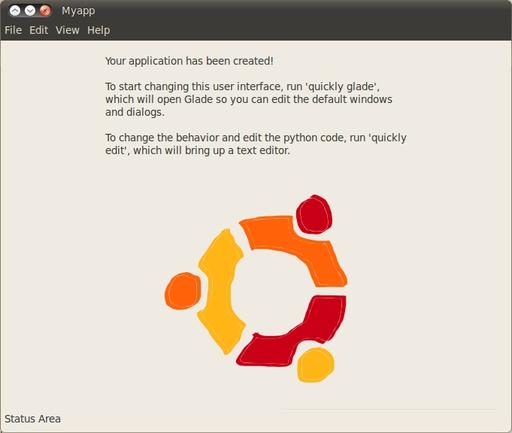 Myapp
File Edit View Help
Your application has been created!
To start changing this user interface, run 'quickly glade',
which will open Glade so you can edit the default windows
and dialogs.
To change the behavior and edit the python code, run 'quickly
edit', which will bring up a text editor.
Status Area